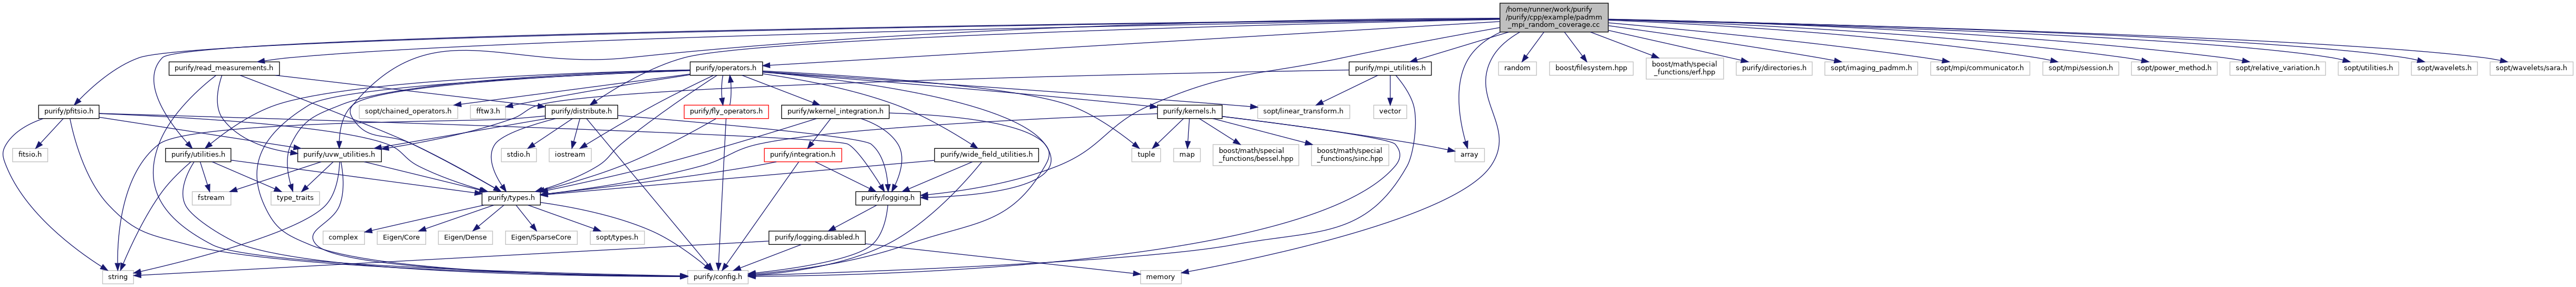 /home/runner/work/purify
/purify/cpp/example/padmm
_mpi_random_coverage.cc
purify/read_measurements.h
purify/operators.h
purify/mpi_utilities.h
random
boost/filesystem.hpp
boost/math/special
_functions/erf.hpp
purify/directories.h
sopt/imaging_padmm.h
sopt/mpi/communicator.h
sopt/mpi/session.h
sopt/power_method.h
sopt/relative_variation.h
sopt/utilities.h
sopt/wavelets.h
sopt/wavelets/sara.h
purify/pfitsio.h
sopt/chained_operators.h
fftw3.h
purify/distribute.h
purify/fly_operators.h
purify/wkernel_integration.h
purify/kernels.h
sopt/linear_transform.h
vector
fitsio.h
purify/utilities.h
purify/uvw_utilities.h
stdio.h
iostream
purify/integration.h
purify/wide_field_utilities.h
tuple
map
boost/math/special
_functions/bessel.hpp
boost/math/special
_functions/sinc.hpp
array
fstream
type_traits
purify/types.h
purify/logging.h
complex
Eigen/Core
Eigen/Dense
Eigen/SparseCore
sopt/types.h
purify/logging.disabled.h
string
purify/config.h
memory